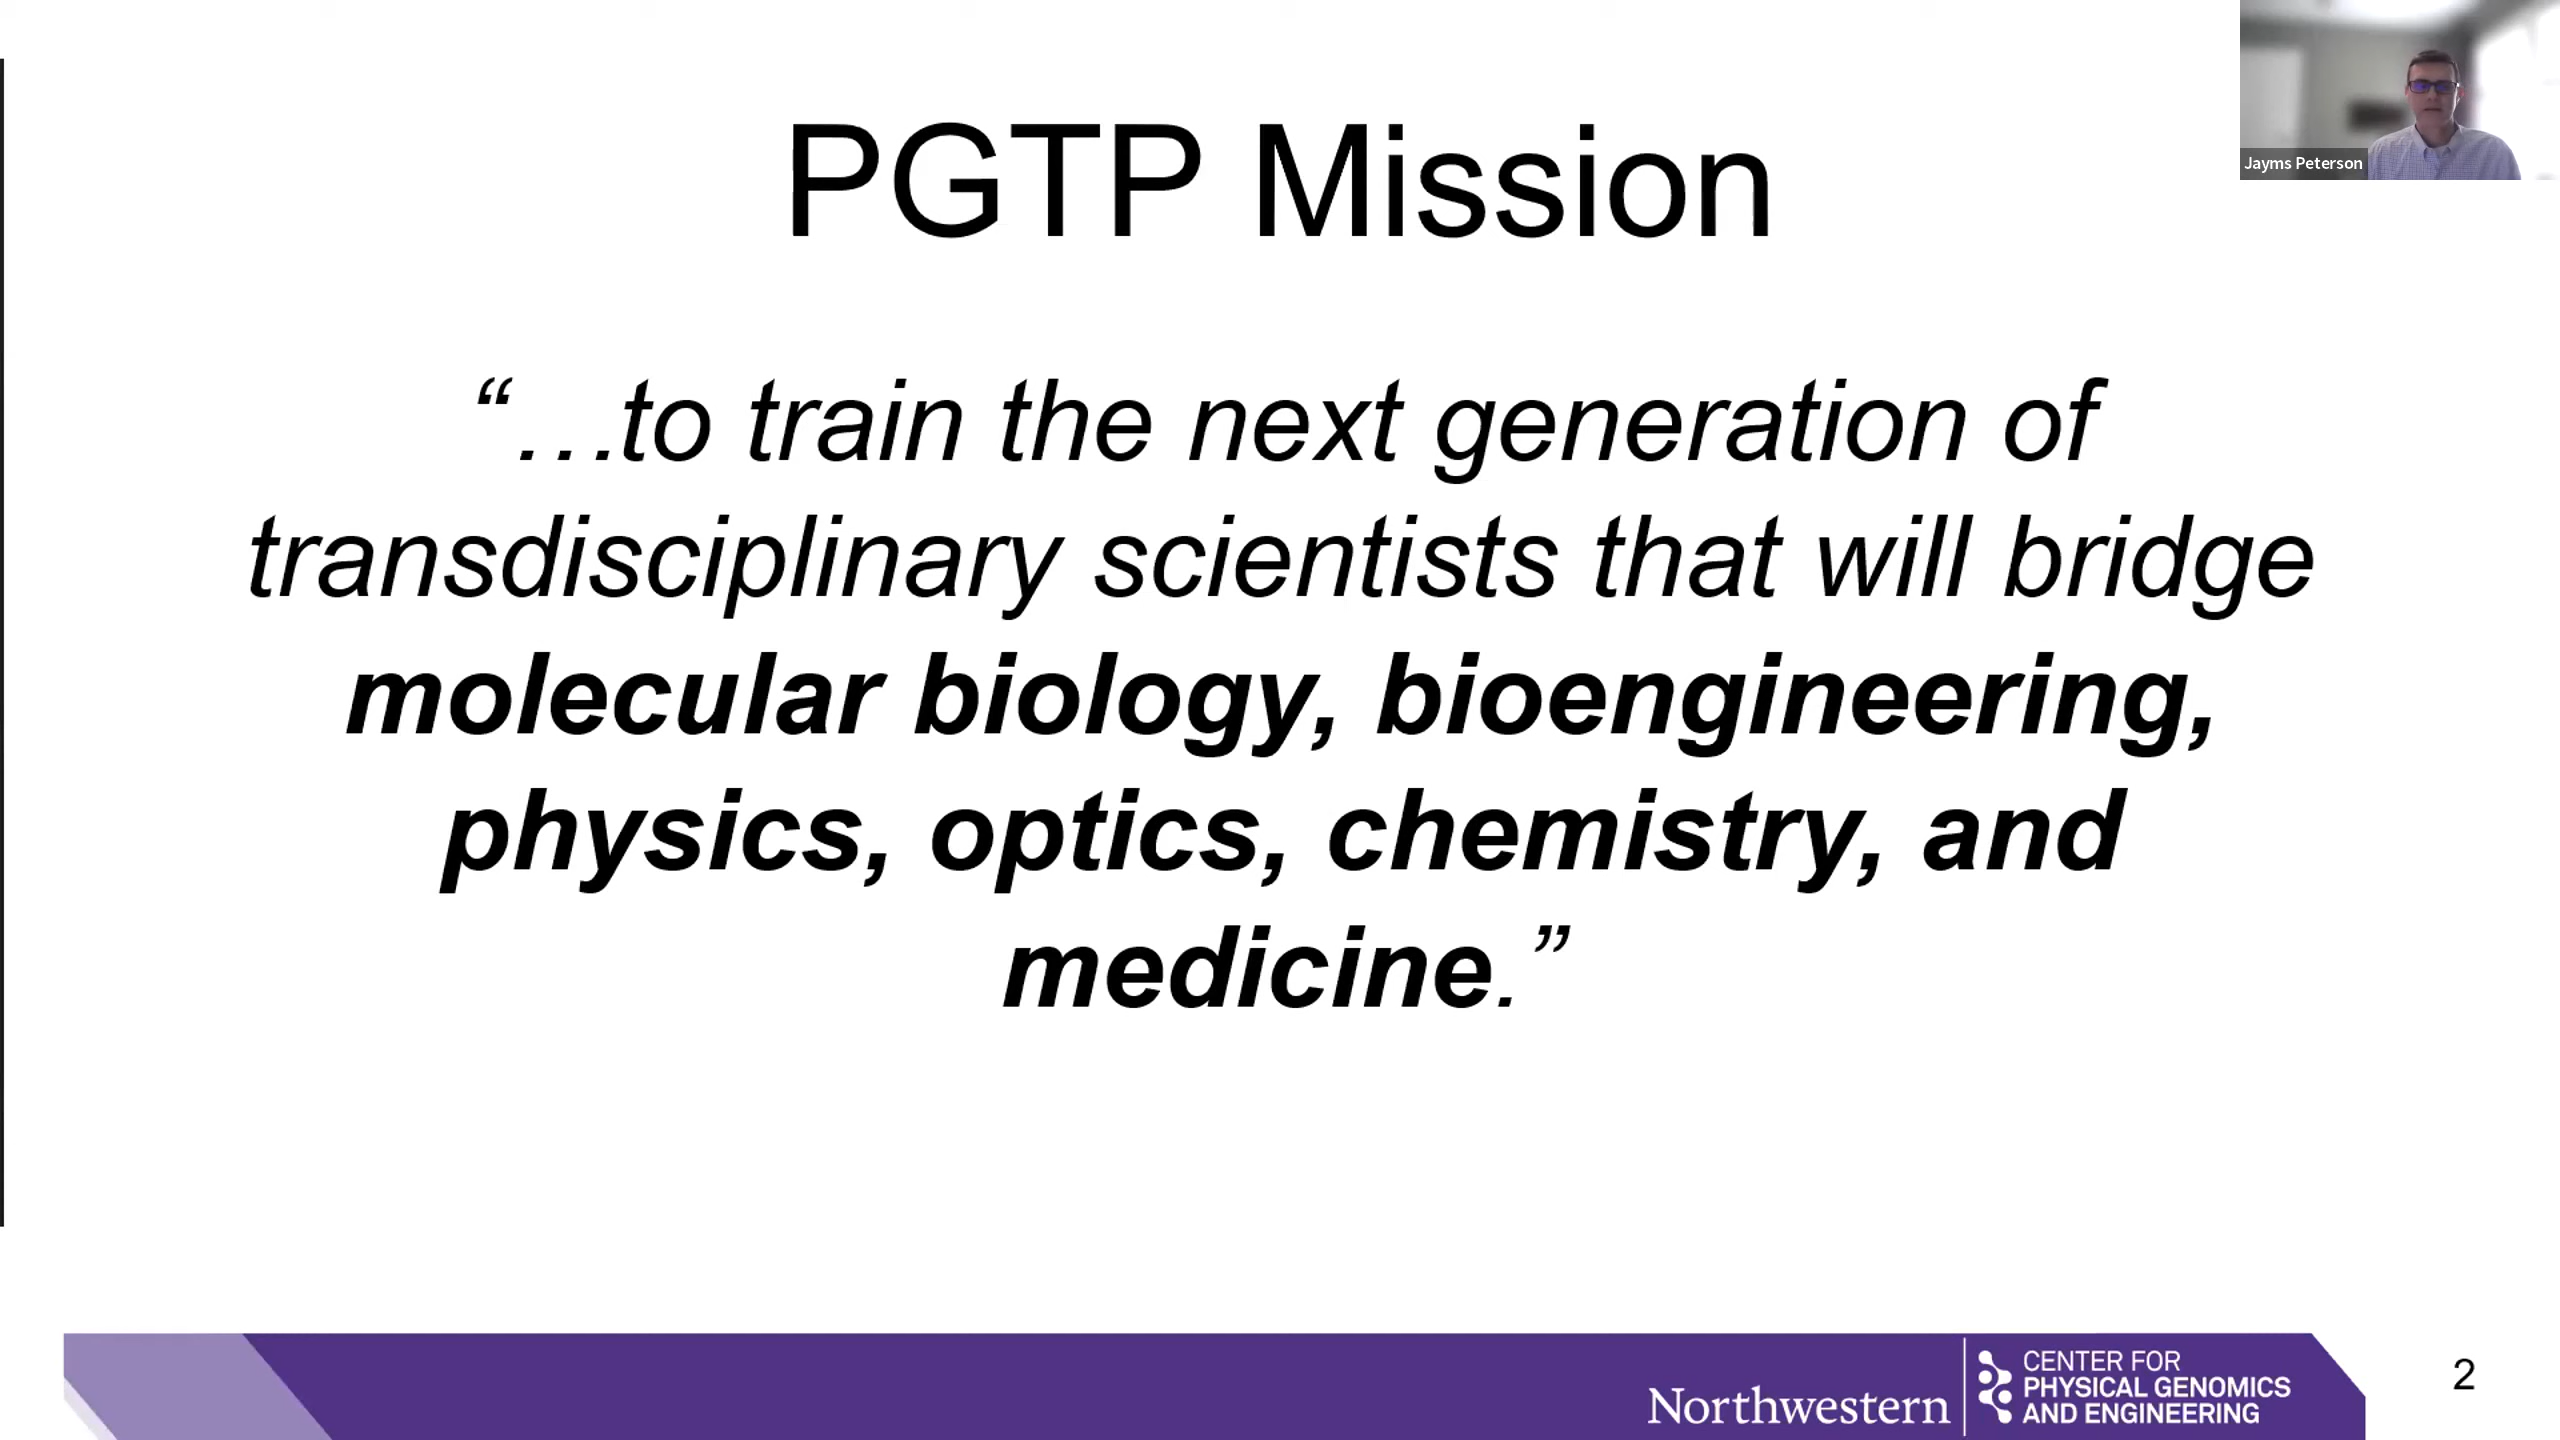 PGTP Mission
Jayms Peterson
“…to train the next generation of
transdisciplinary scientists that will bridge
molecular biology, bioengineering,
physics, optics, chemistry, and
medicine.”
Northwestern
CENTER FOR
PHYSICAL GENOMICS
AND ENGINEERING
2